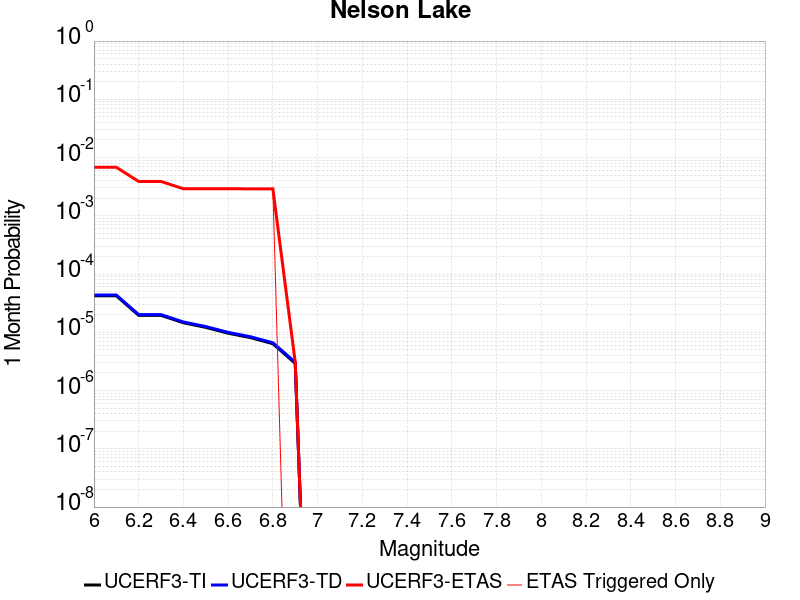 Nelson Lake
10^0
10^-1
10^-2
10^-3
10^-4
10^-5
10^-6
10^-7
10^-8
1 Month Probability
6 6.2 6.4 6.6 6.8 7 7.2 7.4 7.6 7.8 8 8.2 8.4 8.6 8.8 9
Magnitude
UCERF3-TI UCERF3-TD UCERF3-ETAS ETAS Triggered Only